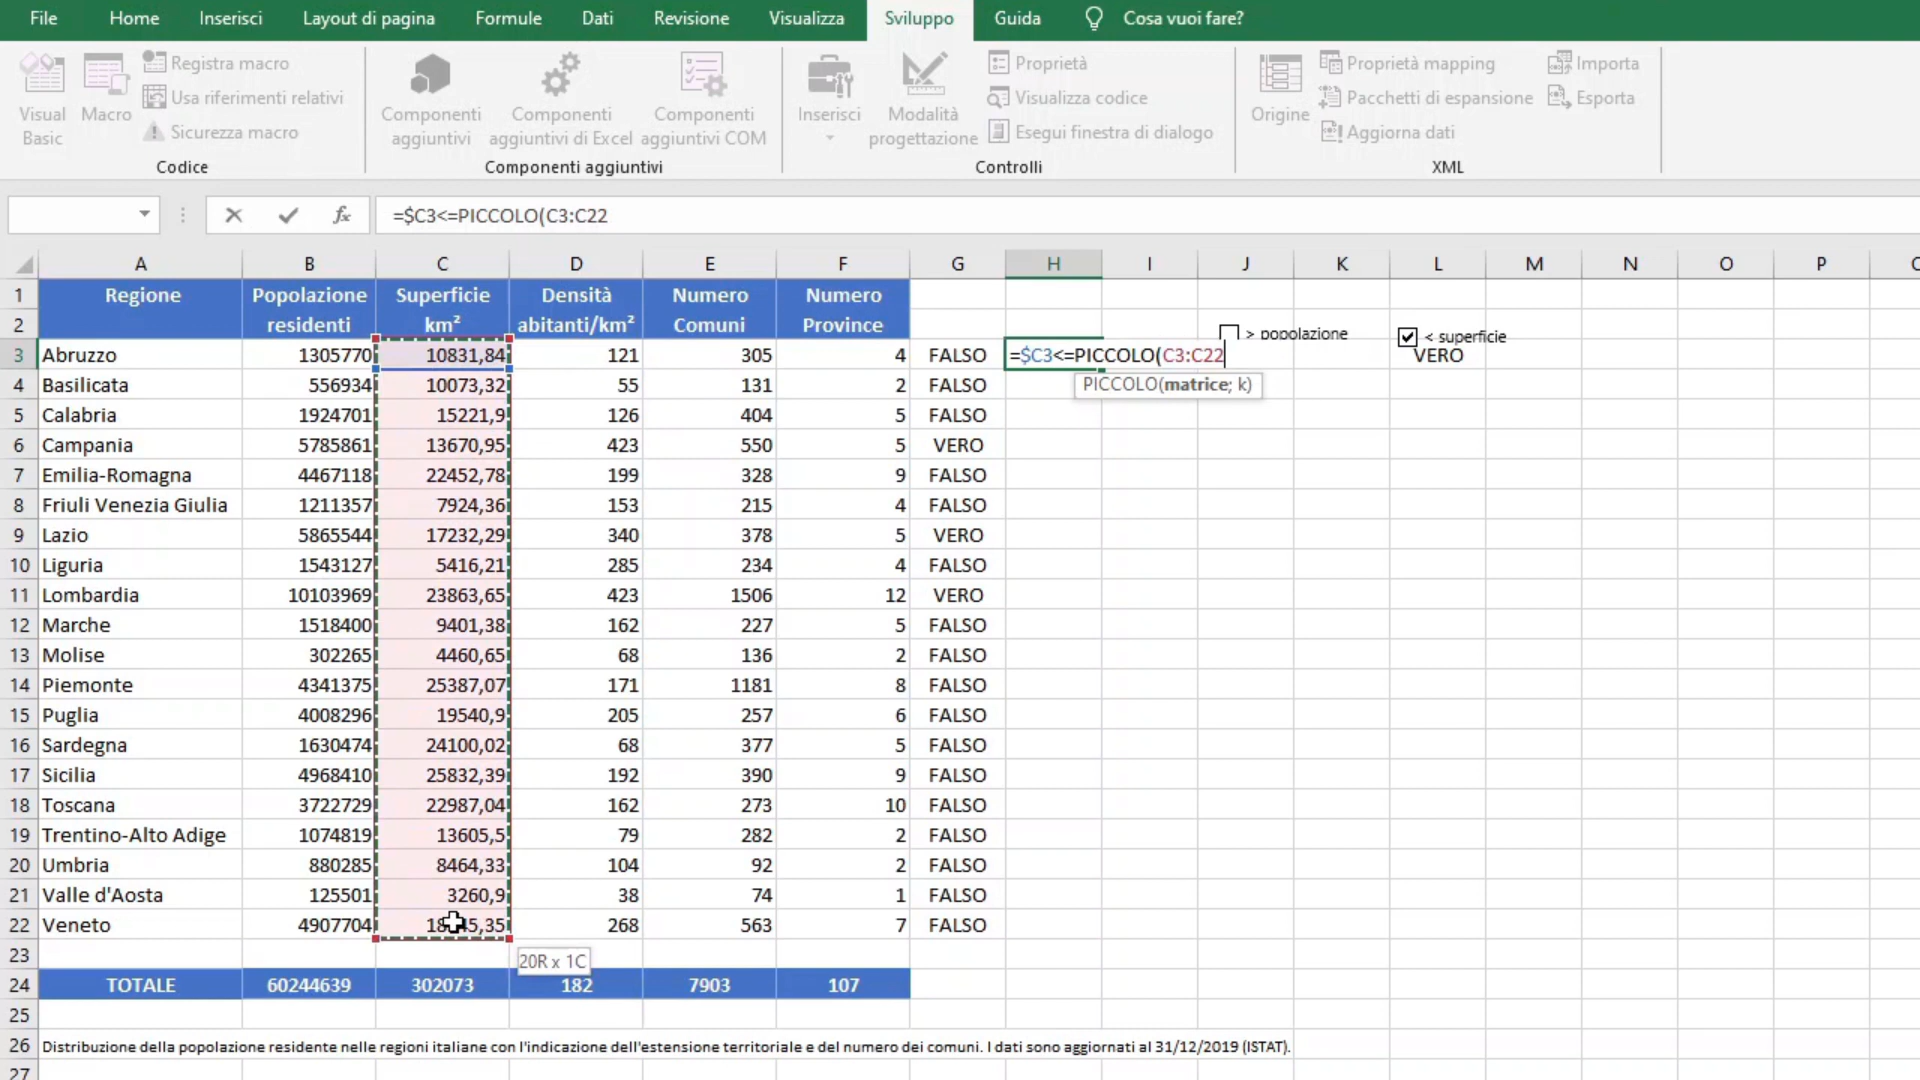 File Home Inserisci Layout di pagina Formule Dati Revisione Visualizza Sviluppo Guida Cosa vuoi fare?
Visual Basic
Macro
Registra macro
Usa riferimenti relativi
Sicurezza macro
Codice
Componenti aggiuntivi
Componenti aggiuntivi di Excel
Componenti aggiuntivi COM
Componenti aggiuntivi
Inserisci
Modalità progettazione
Proprietà
Visualizza codice
Esegui finestra di dialogo
Controlli
Origine
Proprietà mapping
Pacchetti di espansione
Aggiorna dati
Importa
Esporta
XML
fx =$C3<=PICCOLO(C3:C22
A B C D E F G H I J K L M N O P
1 Regione Popolazione Superficie Densità Numero Numero
2 residenti km² abitanti/km² Comuni Province
> popolazione < superficie
3 Abruzzo 1305770 10831,84 121 305 4 FALSO =$C3<=PICCOLO(C3:C22 VERO
PICCOLO(matrice; k)
4 Basilicata 556934 10073,32 55 131 2 FALSO
5 Calabria 1924701 15221,9 126 404 5 FALSO
6 Campania 5785861 13670,95 423 550 5 VERO
7 Emilia-Romagna 4467118 22452,78 199 328 9 FALSO
8 Friuli Venezia Giulia 1211357 7924,36 153 215 4 FALSO
9 Lazio 5865544 17232,29 340 378 5 VERO
10 Liguria 1543127 5416,21 285 234 4 FALSO
11 Lombardia 10103969 23863,65 423 1506 12 VERO
12 Marche 1518400 9401,38 162 227 5 FALSO
13 Molise 302265 4460,65 68 136 2 FALSO
14 Piemonte 4341375 25387,07 171 1181 8 FALSO
15 Puglia 4008296 19540,9 205 257 6 FALSO
16 Sardegna 1630474 24100,02 68 377 5 FALSO
17 Sicilia 4968410 25832,39 192 390 9 FALSO
18 Toscana 3722729 22987,04 162 273 10 FALSO
19 Trentino-Alto Adige 1074819 13605,5 79 282 2 FALSO
20 Umbria 880285 8464,33 104 92 2 FALSO
21 Valle d'Aosta 125501 3260,9 38 74 1 FALSO
22 Veneto 4907704 268 563 7 FALSO
23
20R x 1C
24 TOTALE 60244639 302073 182 7903 107
25
26 Distribuzione della popolazione residente nelle regioni italiane con l'indicazione dell'estensione territoriale e del numero dei comuni. I dati sono aggiornati al 31/12/2019 (ISTAT).
27